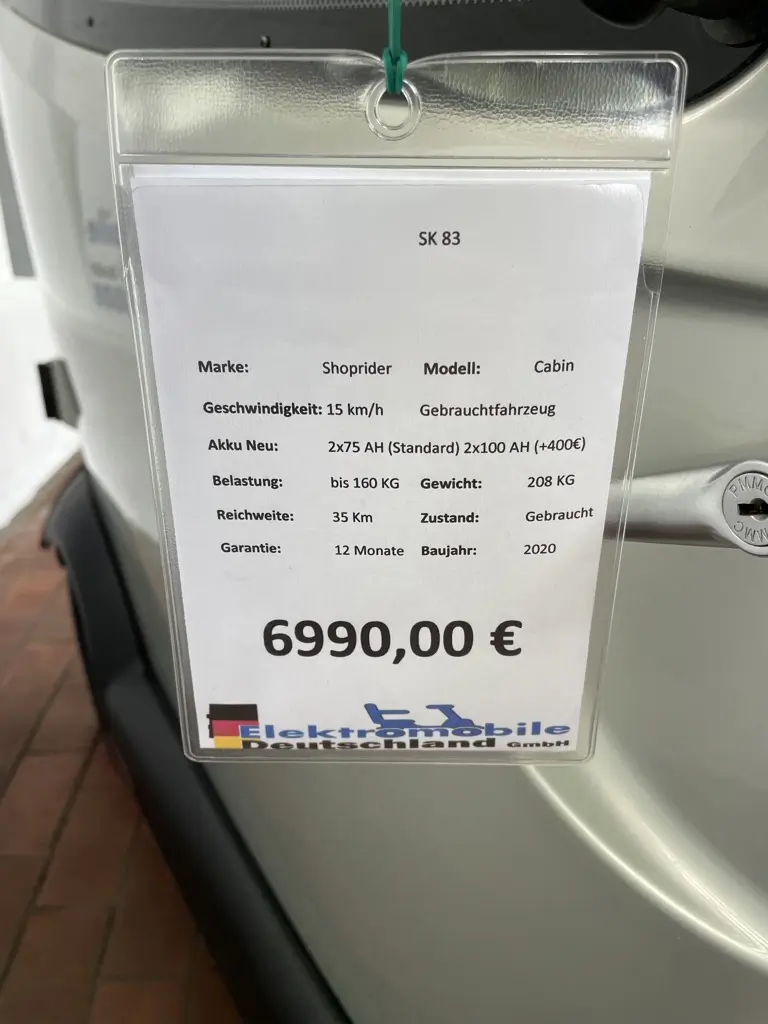 SK 83
Marke: Shoprider Modell: Cabin
Geschwindigkeit: 15 km/h Gebrauchtfahrzeug
Akku Neu: 2x75 AH (Standard) 2x100 AH (+400€)
Belastung: bis 160 KG Gewicht: 208 KG
Reichweite: 35 Km Zustand: Gebraucht
Garantie: 12 Monate Baujahr: 2020
6990,00 €
Elektromobile
Deutschland GmbH